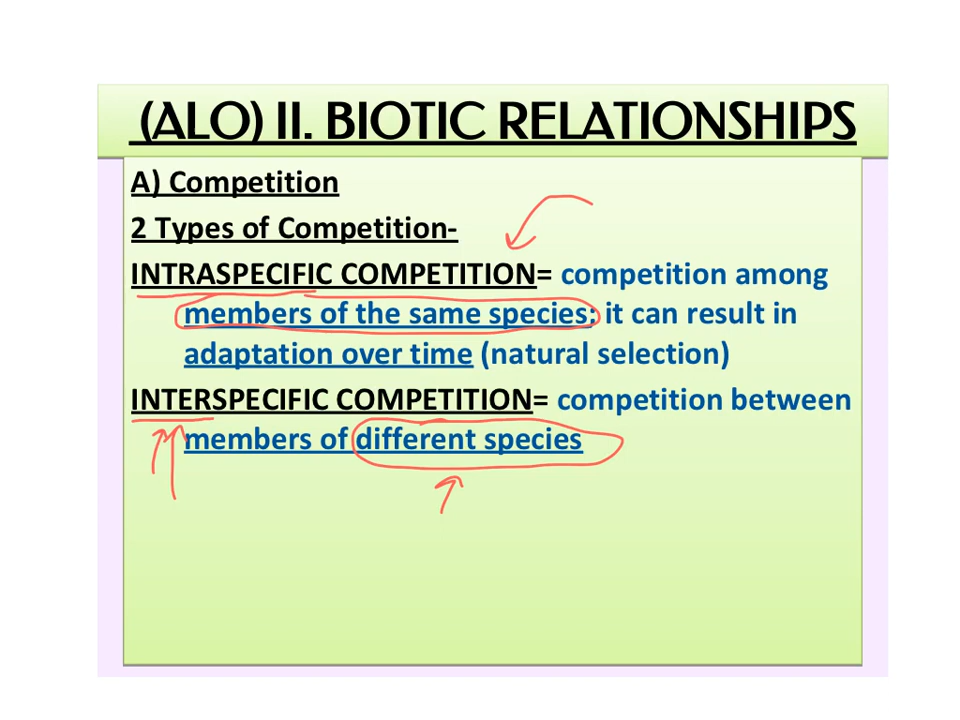 (ALO) II. BIOTIC RELATIONSHIPS
A) Competition
2 Types of Competition-
INTRASPECIFIC COMPETITION= competition among
members of the same species; it can result in
adaptation over time (natural selection)
INTERSPECIFIC COMPETITION= competition between
members of different species